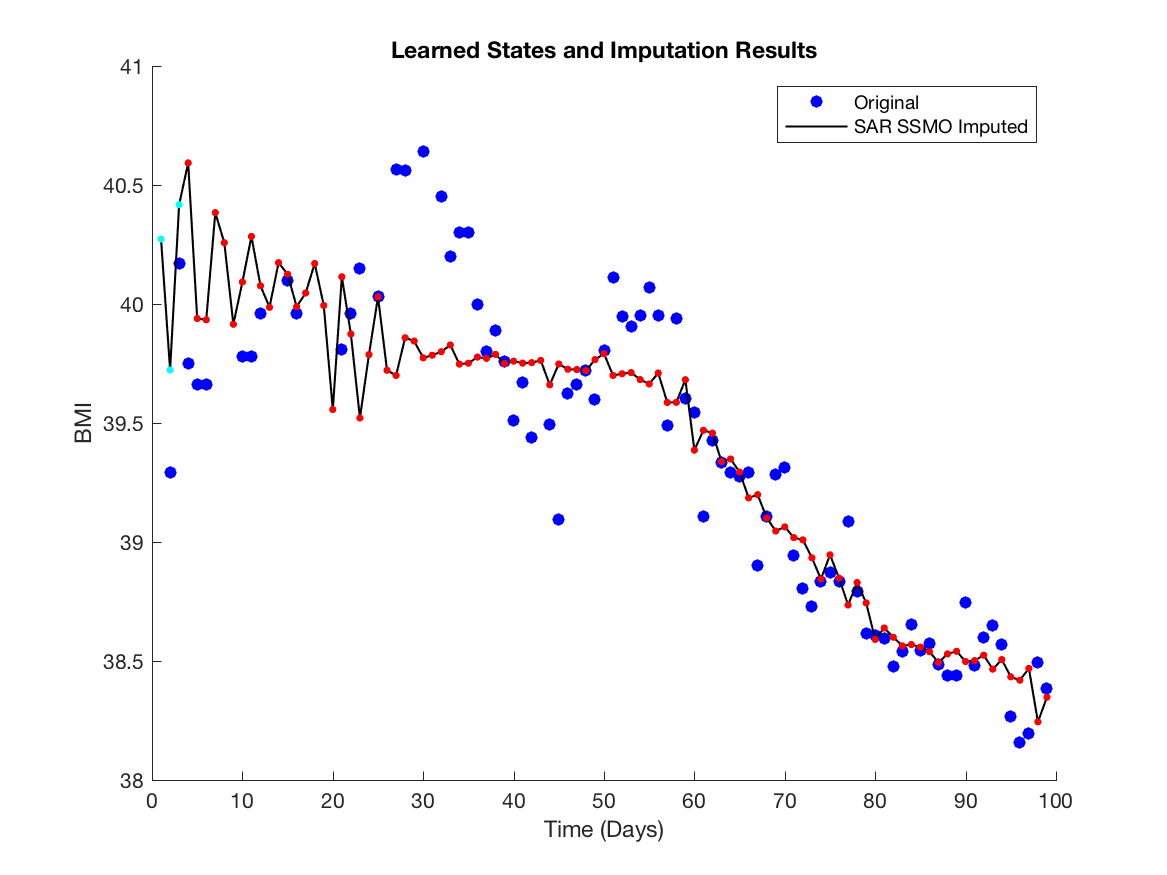 Learned States and Imputation Results
Original
SAR SSMO Imputed
BMI
41
40.5
40
39.5
39
38.5
38
0 10 20 30 40 50 60 70 80 90 100
Time (Days)